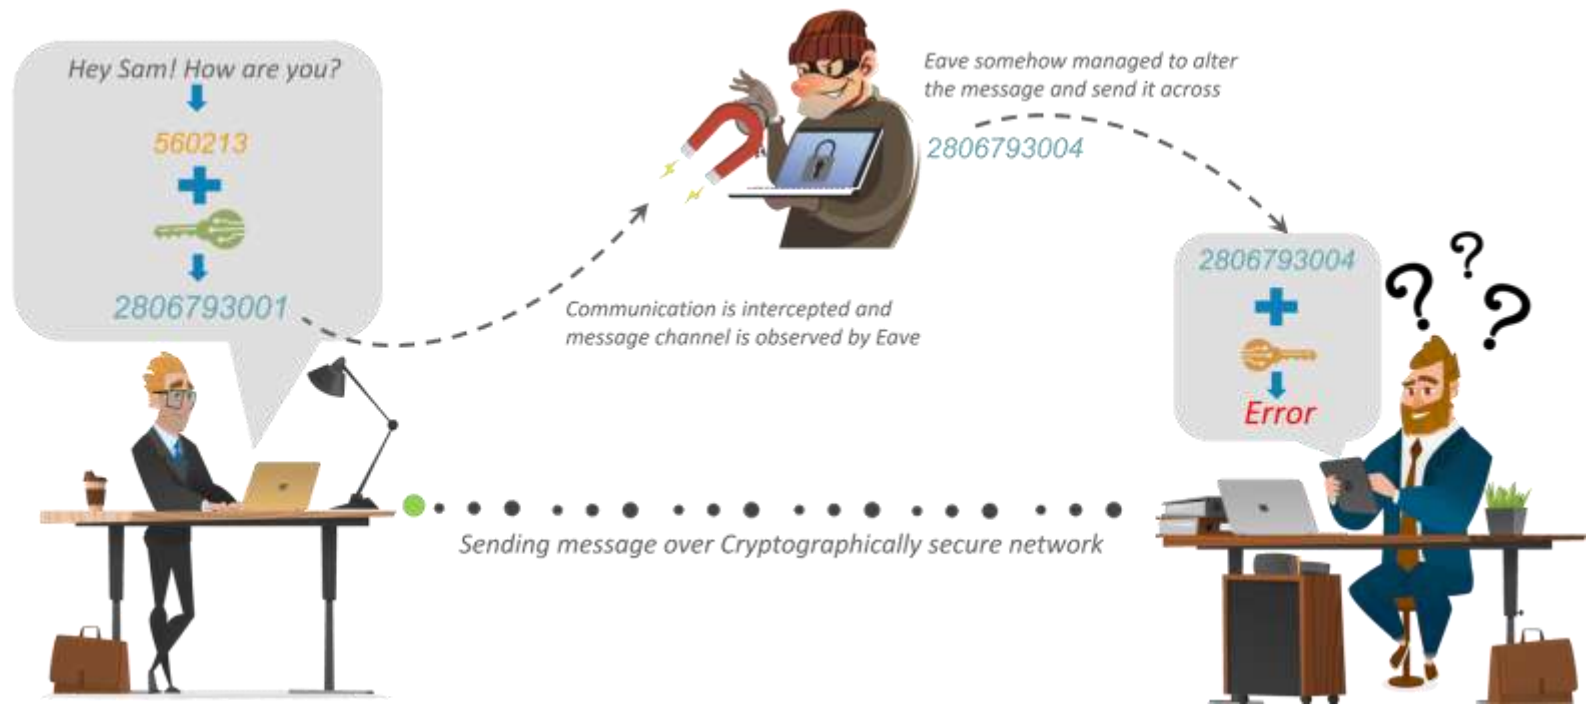 Hey Sam! How are you?
560213
2806793001
Communication is intercepted and
message channel is observed by Eave
Eave somehow managed to alter
the message and send it across
2806793004
2806793004
Error
Sending message over Cryptographically secure network